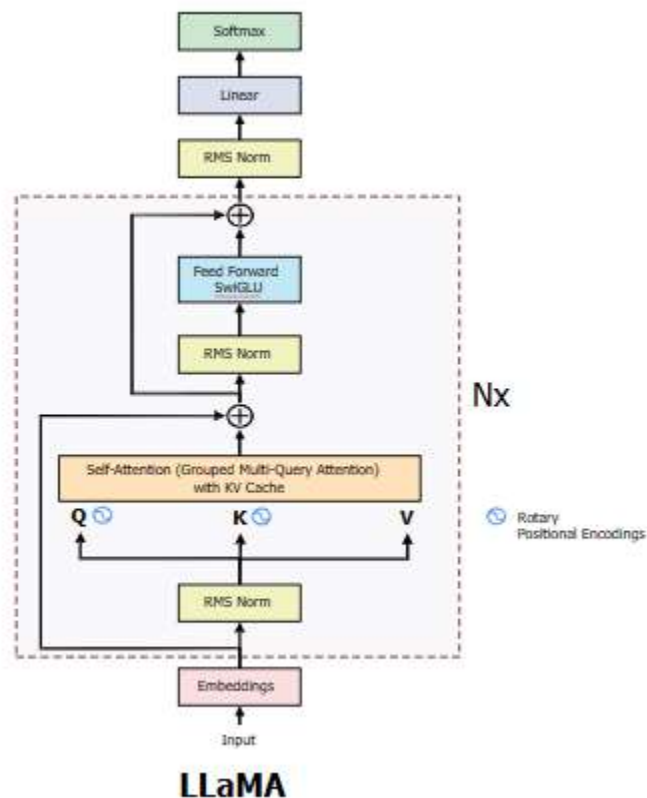 Softmax
Linear
RMS Norm
Feed Forward
SwiGLU
RMS Norm
Nx
Self-Attention (Grouped Multi-Query Attention)
with KV Cache
Q K V
Rotary
Positional Encodings
RMS Norm
Embeddings
Input
LLaMA